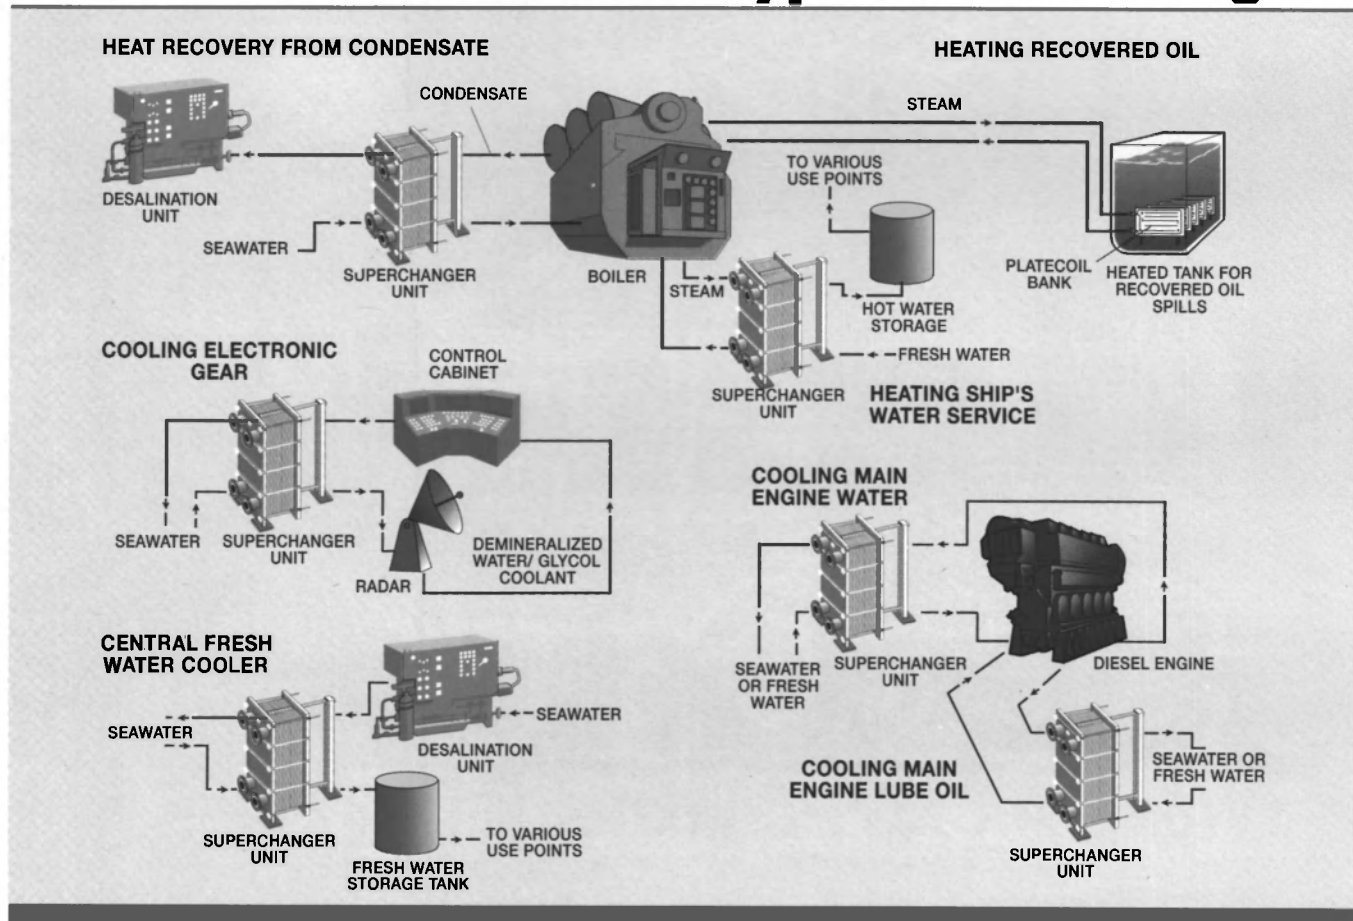 HEAT RECOVERY FROM CONDENSATE
HEATING RECOVERED OIL
CONDENSATE
STEAM
TO VARIOUS
USE POINTS
DESALINATION
UNIT
SEAWATER
SUPERCHANGER
UNIT
BOILER
STEAM
HOT WATER
STORAGE
PLATECOIL
BANK
HEATED TANK FOR
RECOVERED OIL
SPILLS
FRESH WATER
SUPERCHANGER
UNIT
HEATING SHIP'S
WATER SERVICE
COOLING ELECTRONIC
GEAR
CONTROL
CABINET
SEAWATER
SUPERCHANGER
UNIT
RADAR
DEMINERALIZED
WATER/ GLYCOL
COOLANT
COOLING MAIN
ENGINE WATER
SEAWATER
OR FRESH
WATER
SUPERCHANGER
UNIT
DIESEL ENGINE
CENTRAL FRESH
WATER COOLER
SEAWATER
SEAWATER
DESALINATION
UNIT
SUPERCHANGER
UNIT
FRESH WATER
STORAGE TANK
TO VARIOUS
USE POINTS
COOLING MAIN
ENGINE LUBE OIL
SEAWATER OR
FRESH WATER
SUPERCHANGER
UNIT